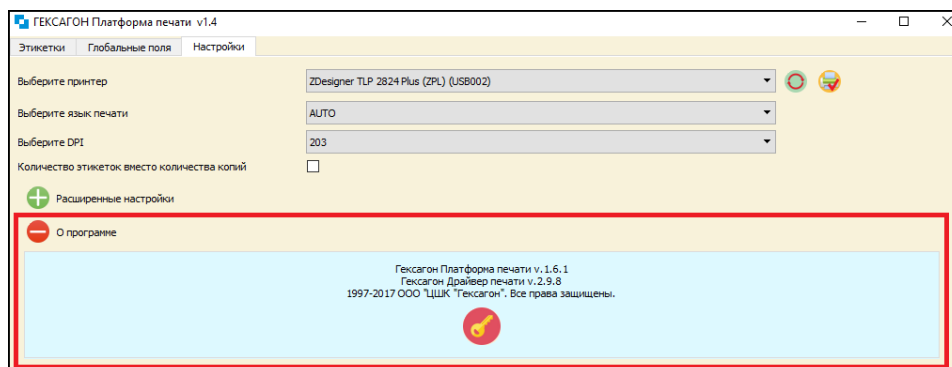 ГЕКСАГОН Платформа печати v1.4
Этикетки Глобальные поля Настройки
Выберите принтер ZDesigner TLP 2824 Plus (ZPL) (USB002)
Выберите язык печати AUTO
Выберите DPI 203
Количество этикеток вместо количества копий
Расширенные настройки
О программе
Гексагон Платформа печати v.1.6.1
Гексагон Драйвер печати v.2.9.8
1997-2017 ООО "ЦШК "Гексагон". Все права защищены.